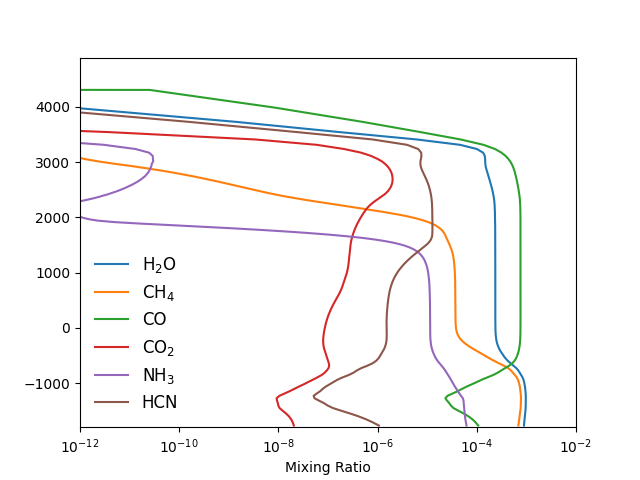 4000
3000
2000
1000
0
−1000
H₂O
CH₄
CO
CO₂
NH₃
HCN
10⁻¹² 10⁻¹⁰ 10⁻⁸ 10⁻⁶ 10⁻⁴ 10⁻²
Mixing Ratio